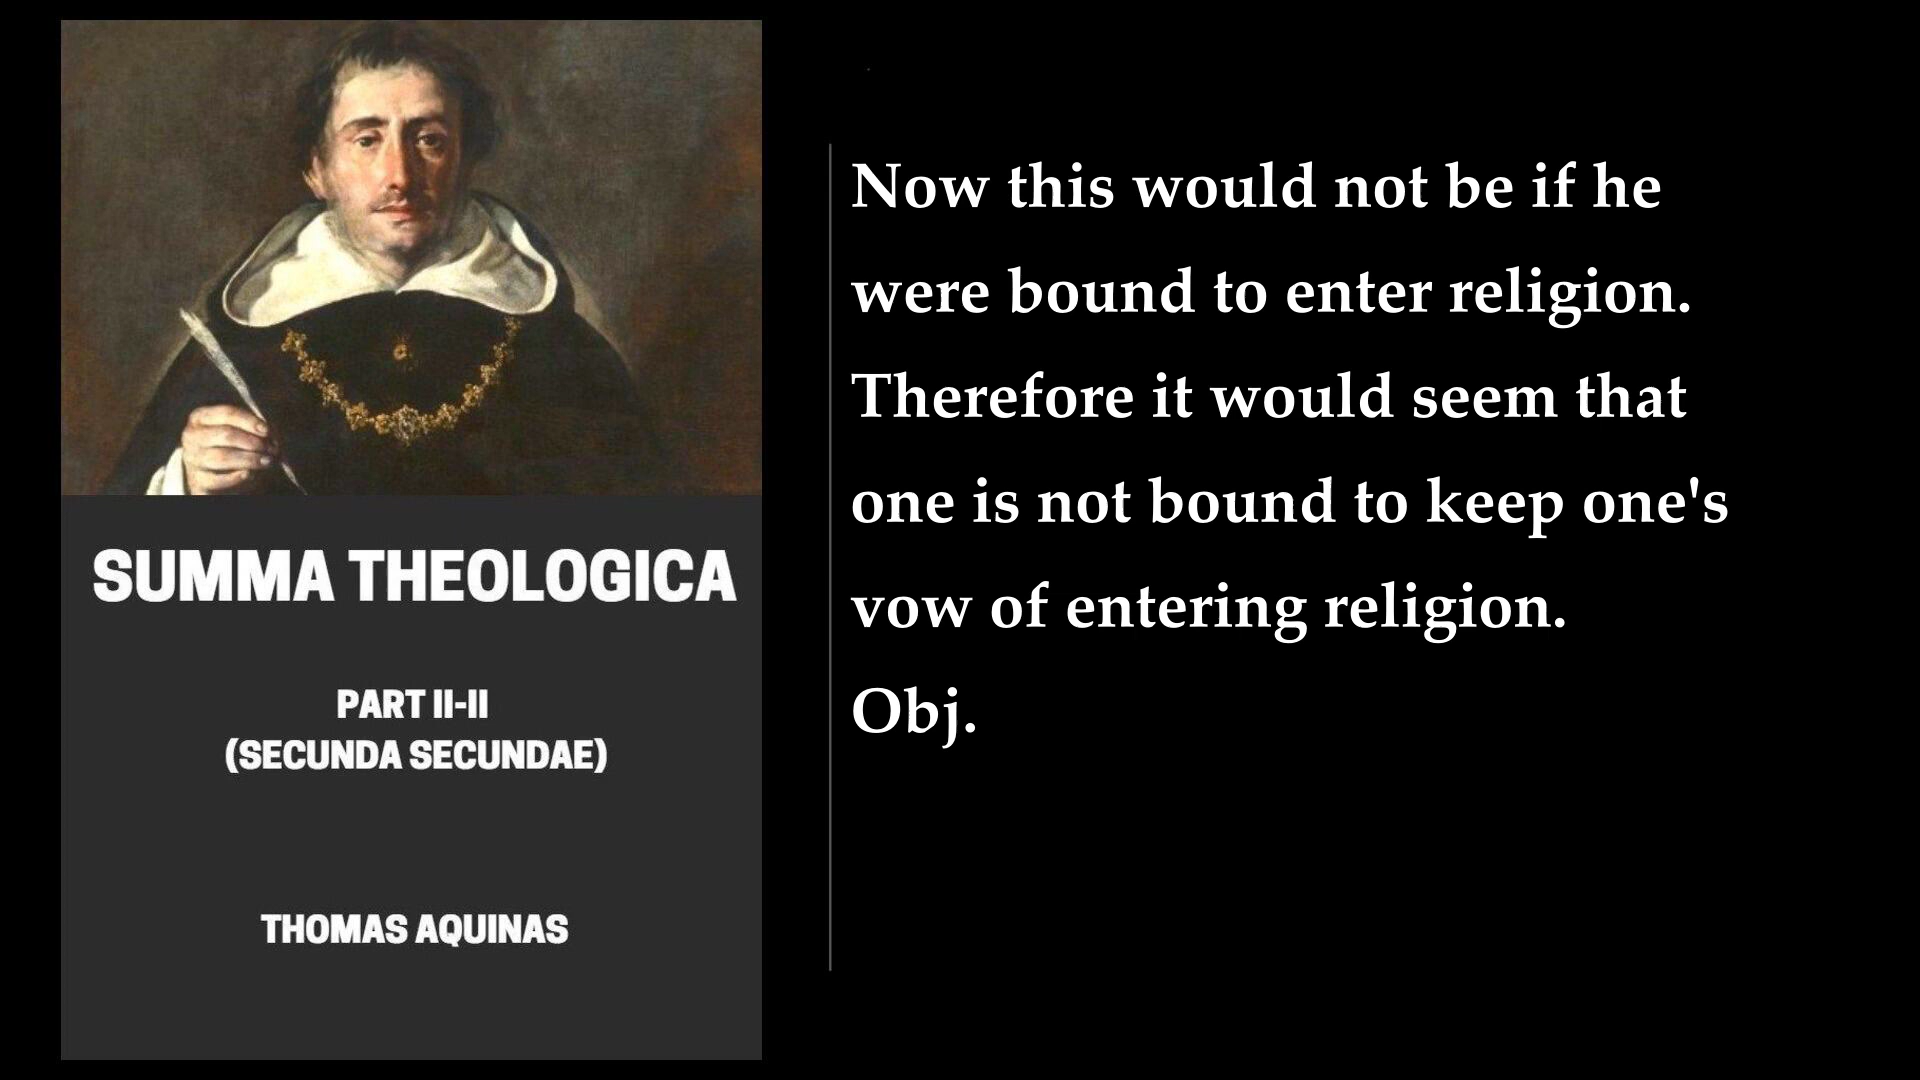 SUMMA THEOLOGICA
PART II-II
(SECUNDA SECUNDAE)
THOMAS AQUINAS
Now this would not be if he
were bound to enter religion.
Therefore it would seem that
one is not bound to keep one's
vow of entering religion.
Obj.